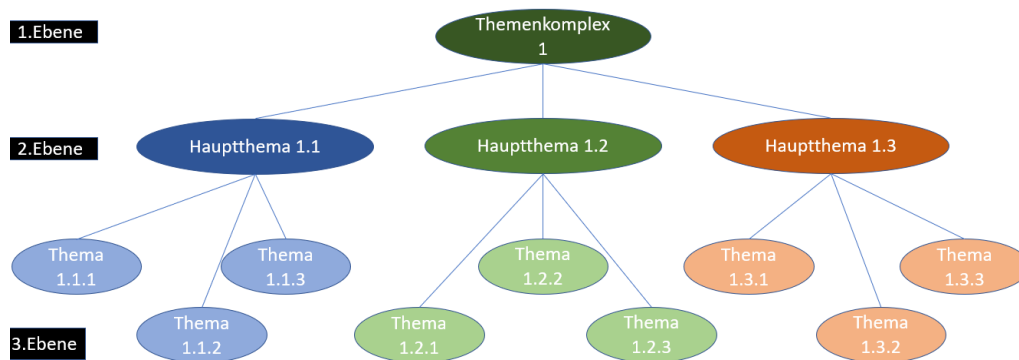 1.Ebene
Themenkomplex
1
2.Ebene
Hauptthema 1.1
Hauptthema 1.2
Hauptthema 1.3
Thema
1.1.1
Thema
1.1.3
Thema
1.2.2
Thema
1.3.1
Thema
1.3.3
3.Ebene
Thema
1.1.2
Thema
1.2.1
Thema
1.2.3
Thema
1.3.2